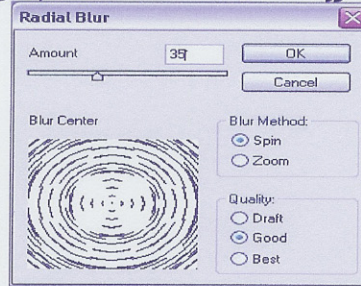 Radial Blur
Amount 35
OK
Cancel
Blur Center
Blur Method:
Spin
Zoom
Quality:
Draft
Good
Best